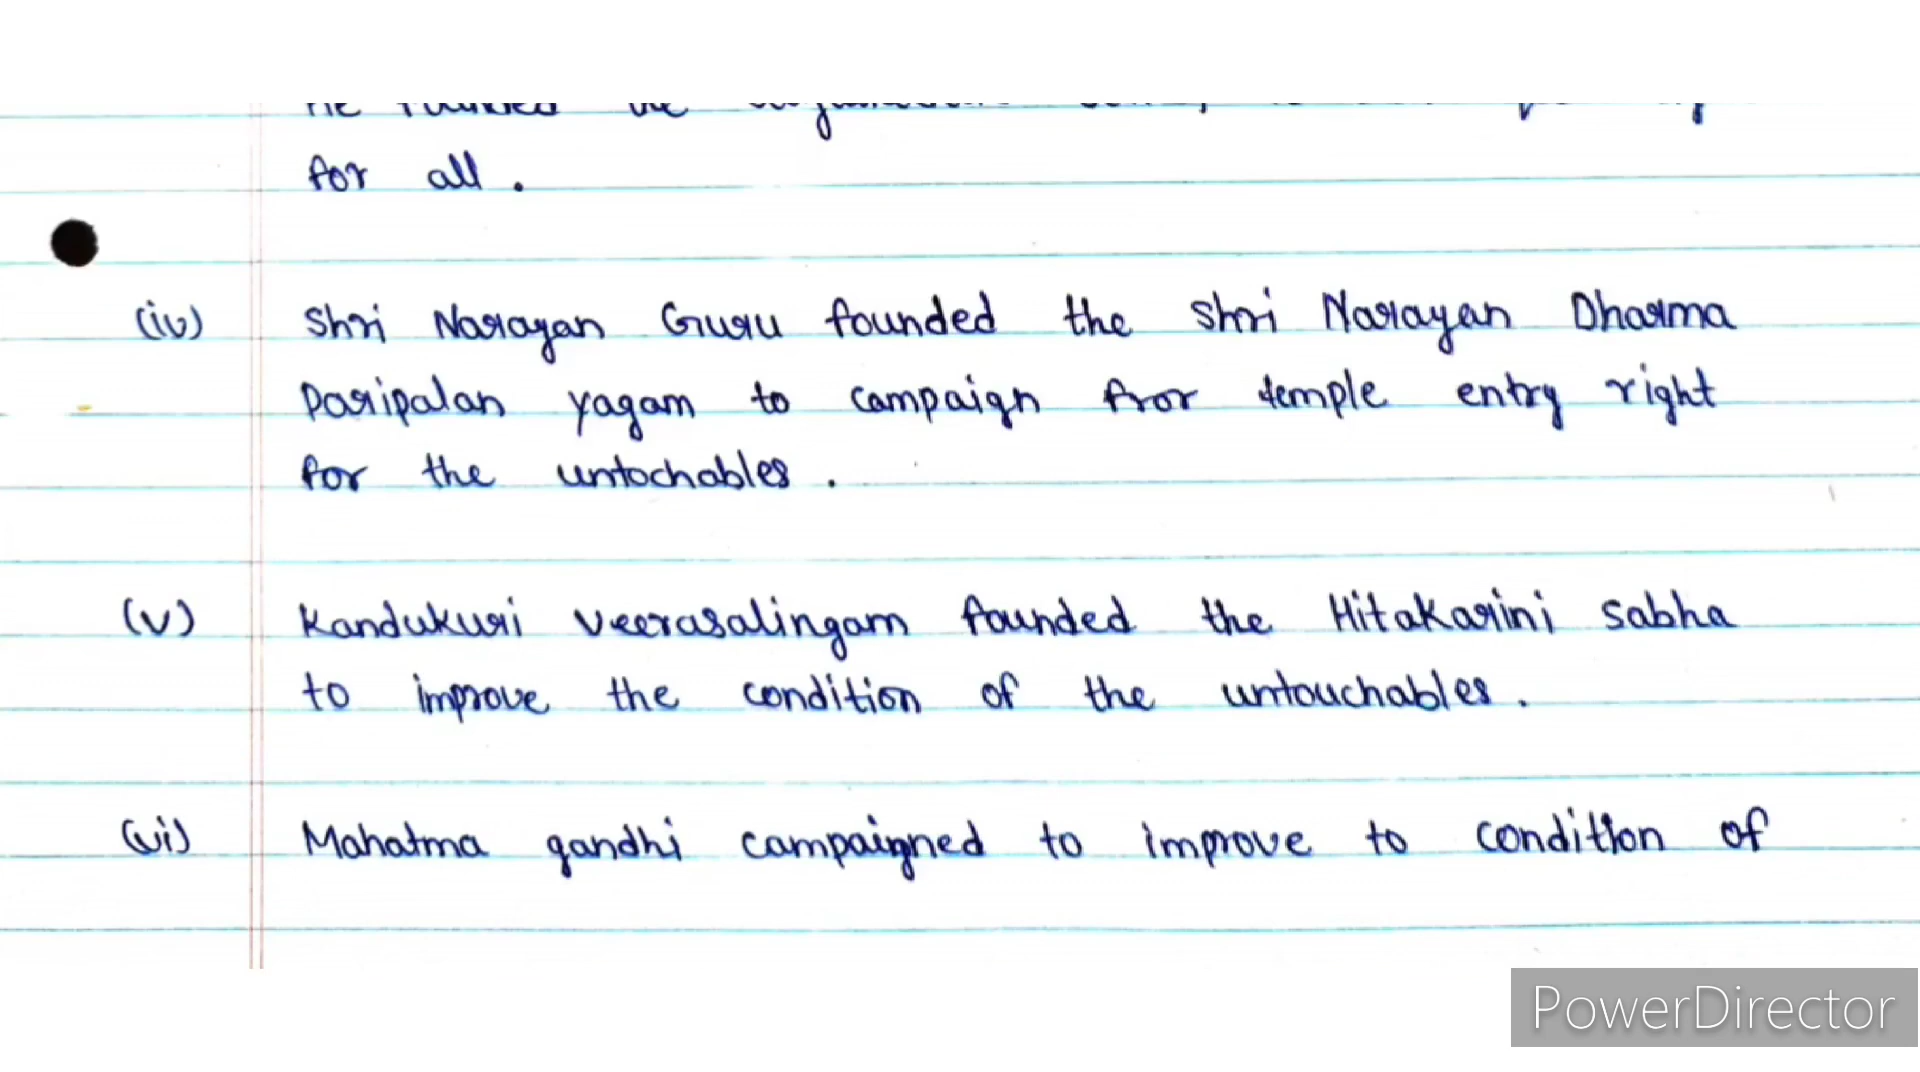 for all .
(iv) Shri Narayan Guru founded the Shri Narayan Dharma
Paripalan yagam to campaign fror temple entry right
for the untochables .
(v) Kandukuri veerasalingam founded the Hitakarini sabha
to improve the condition of the untouchables .
(vi) Mahatma gandhi campaigned to improve to condition of
PowerDirector